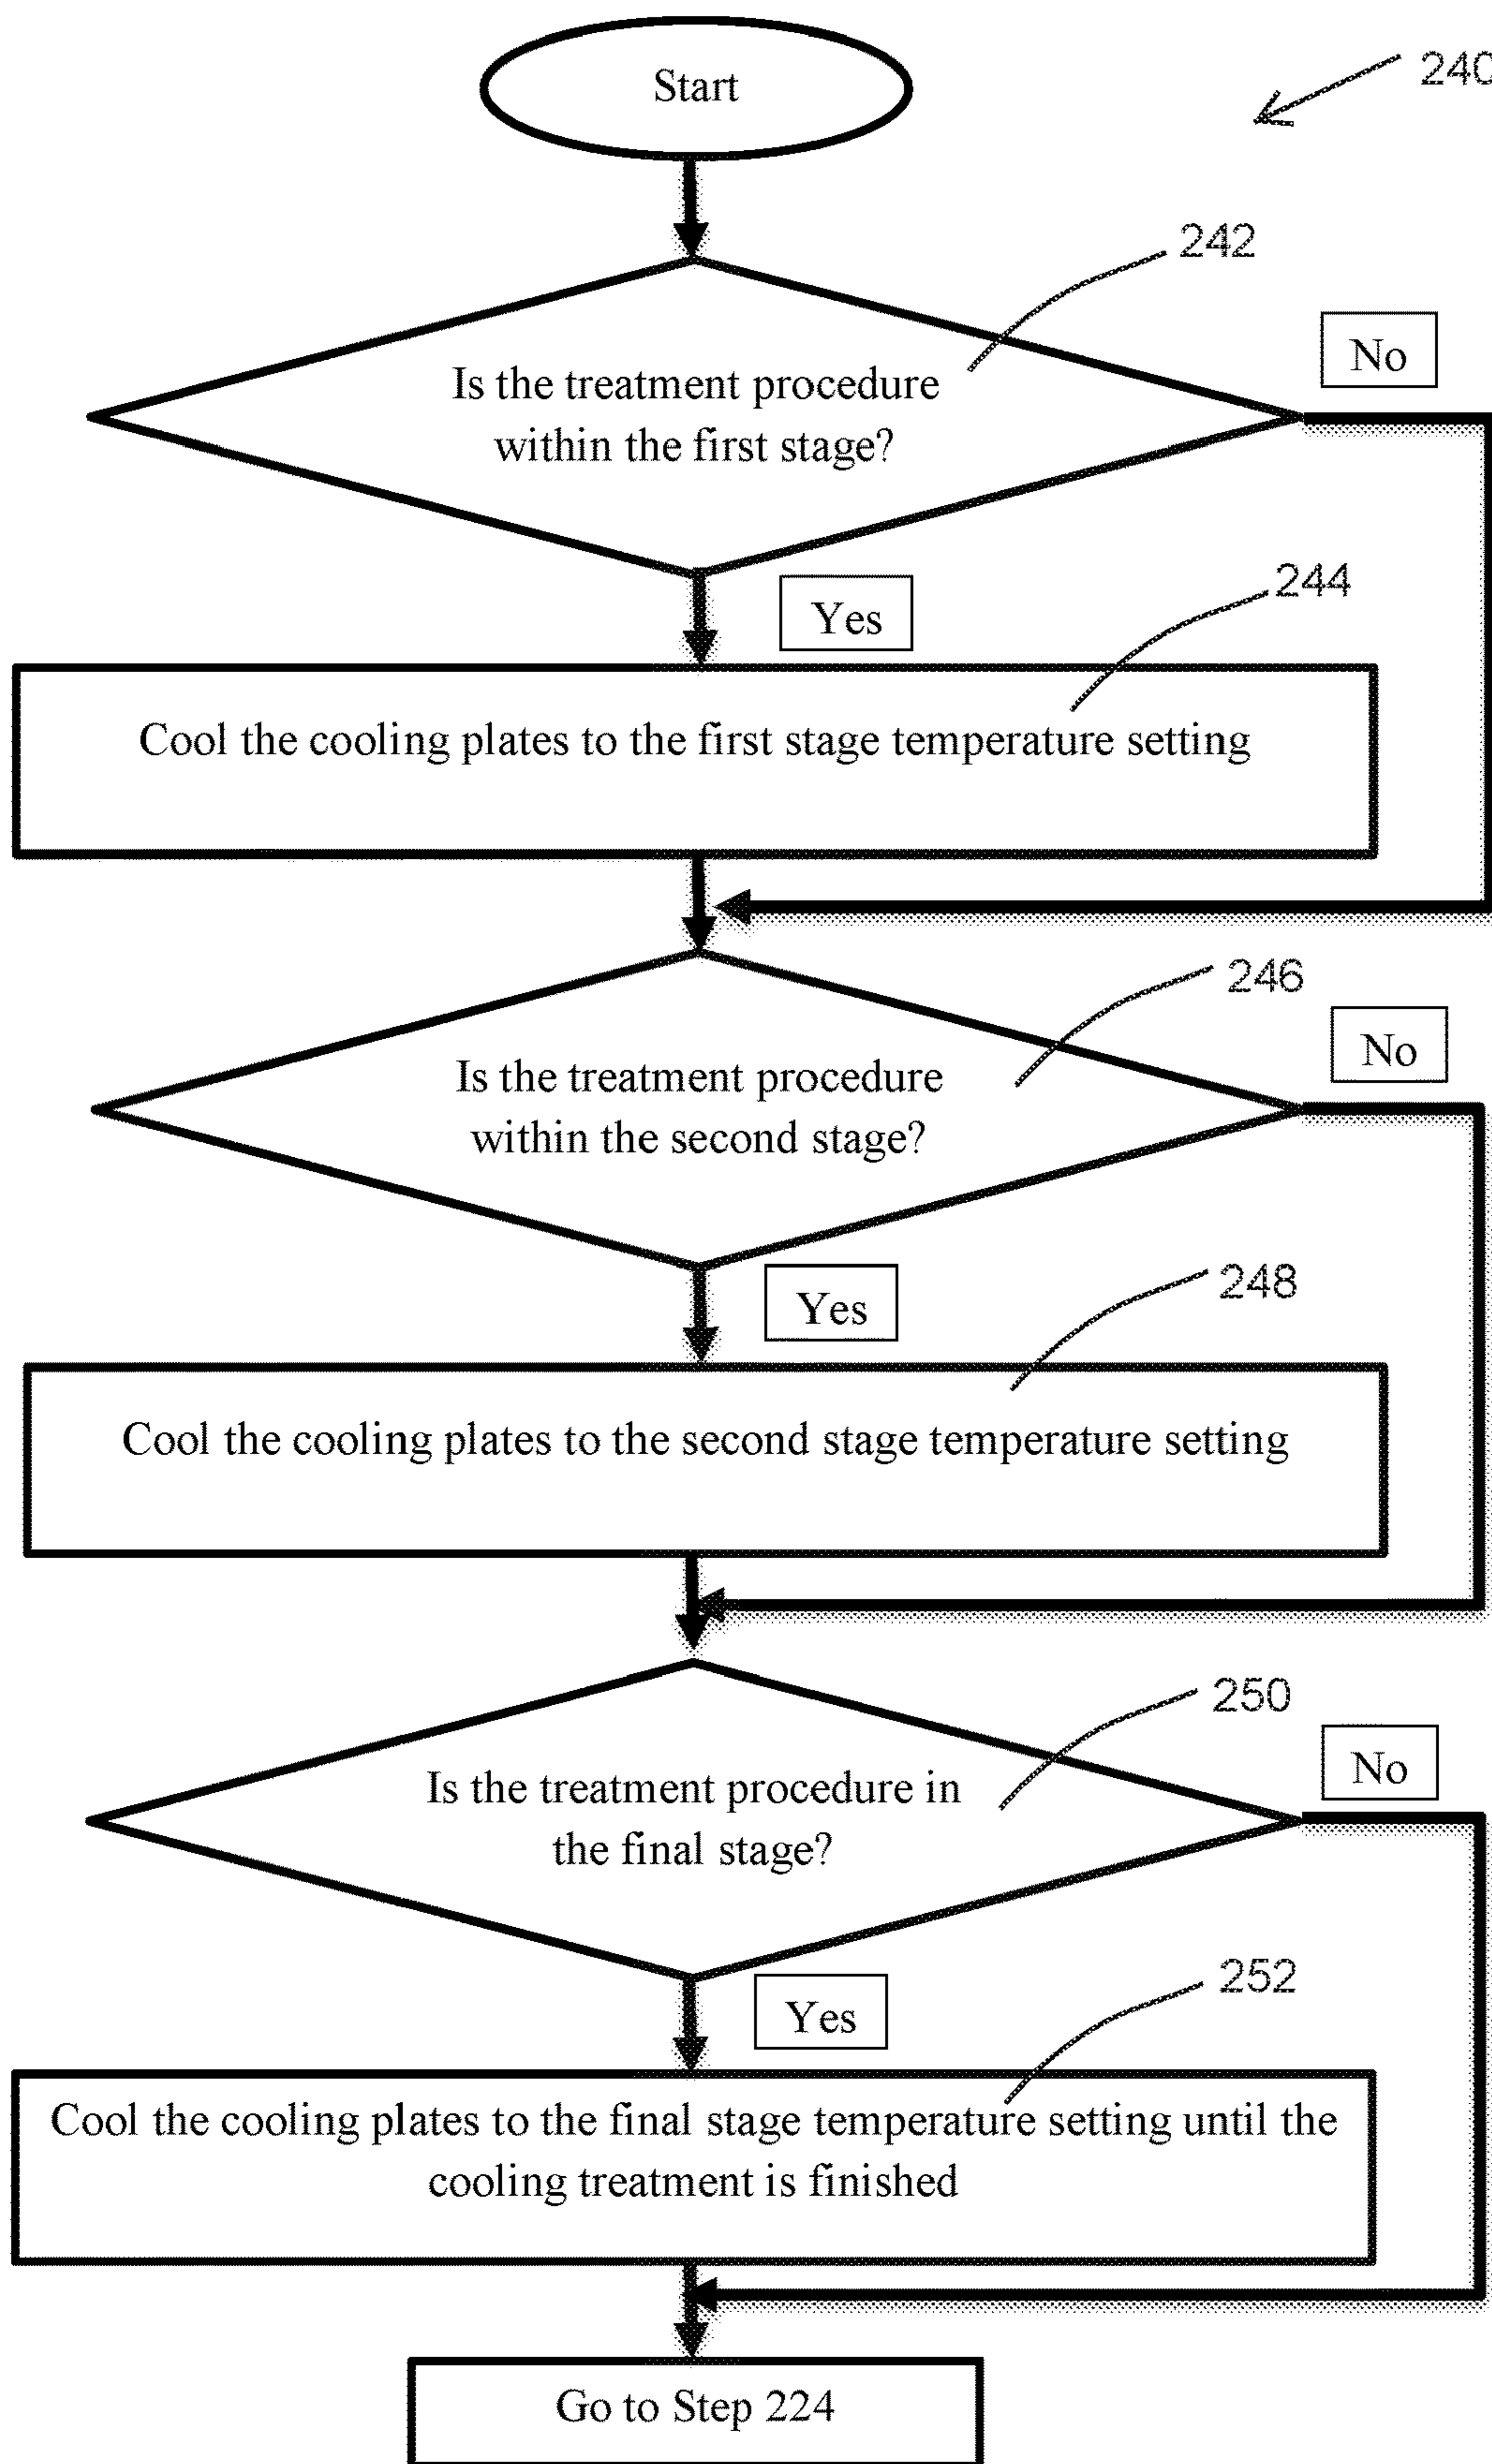 Start
240
242
Is the treatment procedure
within the first stage?
No
Yes
244
Cool the cooling plates to the first stage temperature setting
246
Is the treatment procedure
within the second stage?
No
Yes
248
Cool the cooling plates to the second stage temperature setting
250
Is the treatment procedure in
the final stage?
No
Yes
252
Cool the cooling plates to the final stage temperature setting until the
cooling treatment is finished
Go to Step 224